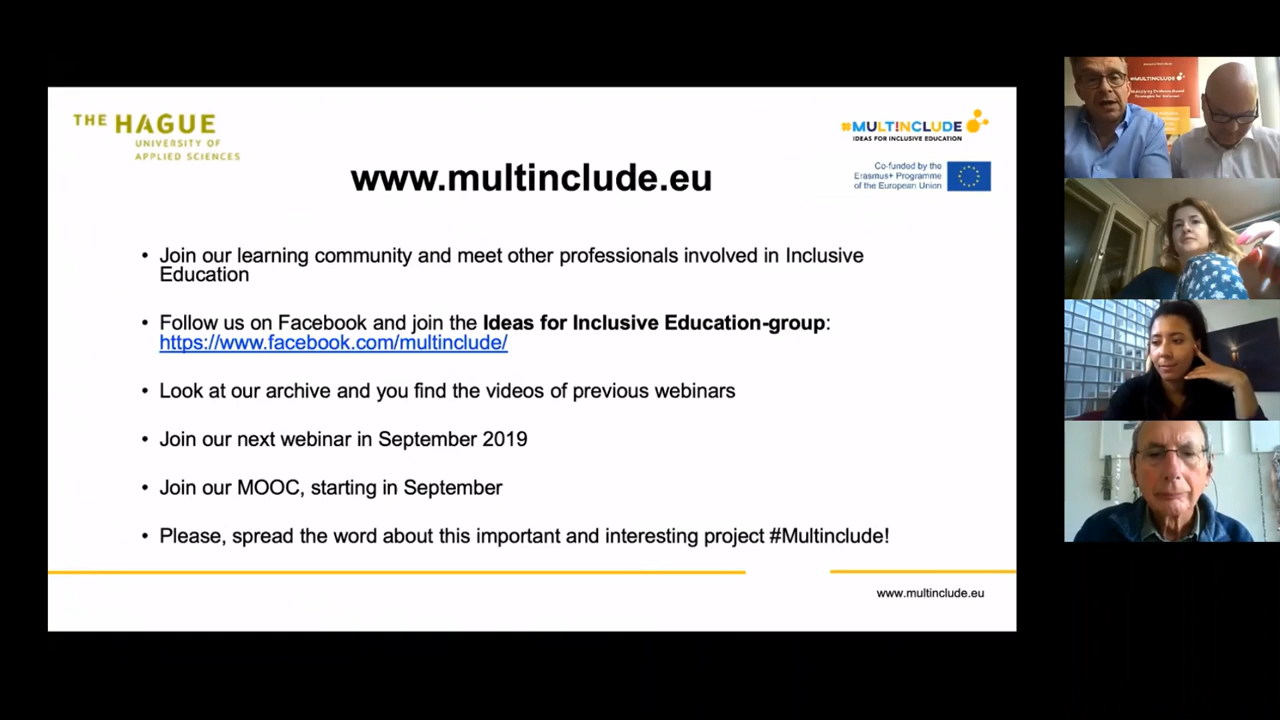 THE HAGUE
UNIVERSITY OF
APPLIED SCIENCES
#MULT!NCLUDE
IDEAS FOR INCLUSIVE EDUCATION
Co-funded by the
Erasmus+ Programme
of the European Union
www.multinclude.eu
• Join our learning community and meet other professionals involved in Inclusive
Education
• Follow us on Facebook and join the Ideas for Inclusive Education-group:
https://www.facebook.com/multinclude/
• Look at our archive and you find the videos of previous webinars
• Join our next webinar in September 2019
• Join our MOOC, starting in September
• Please, spread the word about this important and interesting project #Multinclude!
www.multinclude.eu
#MULT!NCLUDE